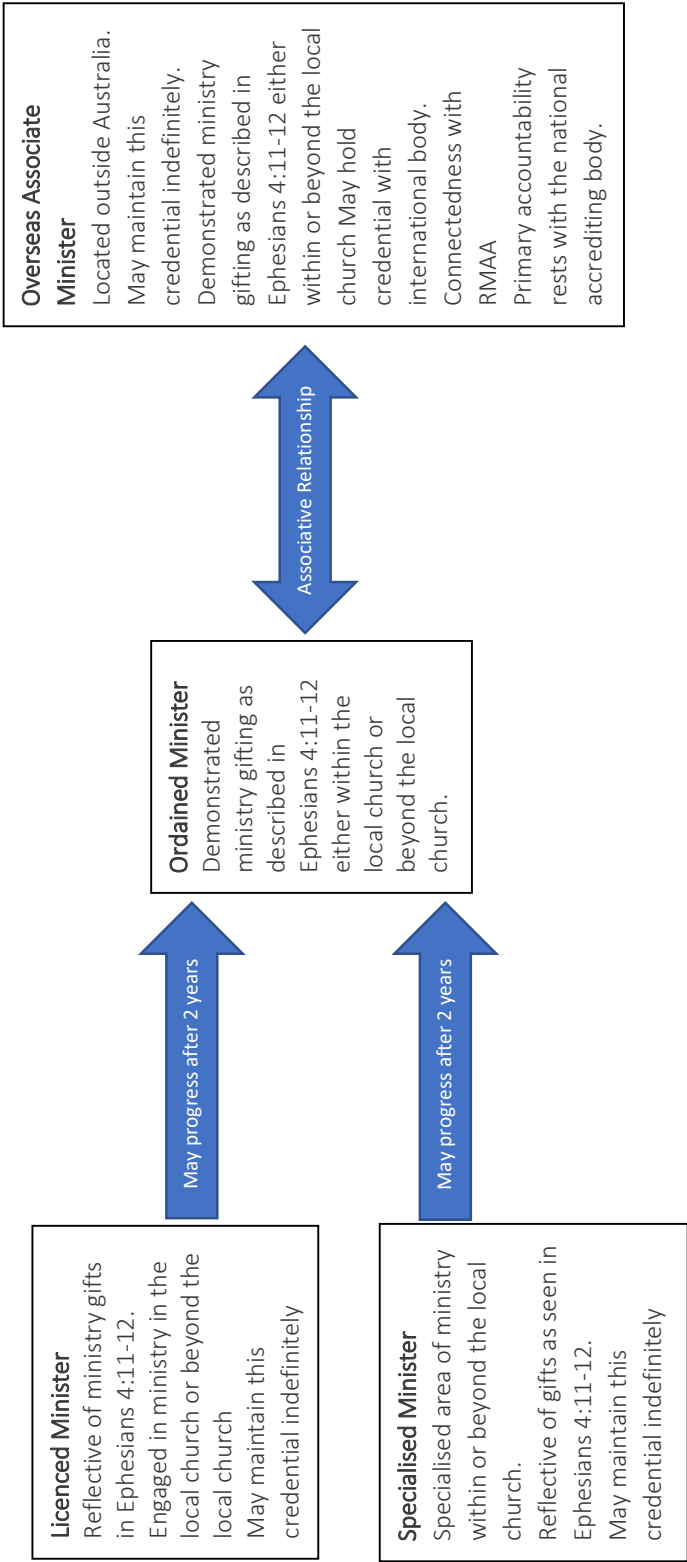 Licenced Minister
Reflective of ministry gifts
in Ephesians 4:11-12.
Engaged in ministry in the
local church or beyond the
local church
May maintain this
credential indefinitely
May progress after 2 years
Specialised Minister
Specialised area of ministry
within or beyond the local
church.
Reflective of gifts as seen in
Ephesians 4:11-12.
May maintain this
credential indefinitely
May progress after 2 years
Ordained Minister
Demonstrated
ministry gifting as
described in
Ephesians 4:11-12
either within the
local church or
beyond the local
church.
Associative Relationship
Overseas Associate
Minister
Located outside Australia.
May maintain this
credential indefinitely.
Demonstrated ministry
gifting as described in
Ephesians 4:11-12 either
within or beyond the local
church May hold
credential with
international body.
Connectedness with
RMAA
Primary accountability
rests with the national
accrediting body.